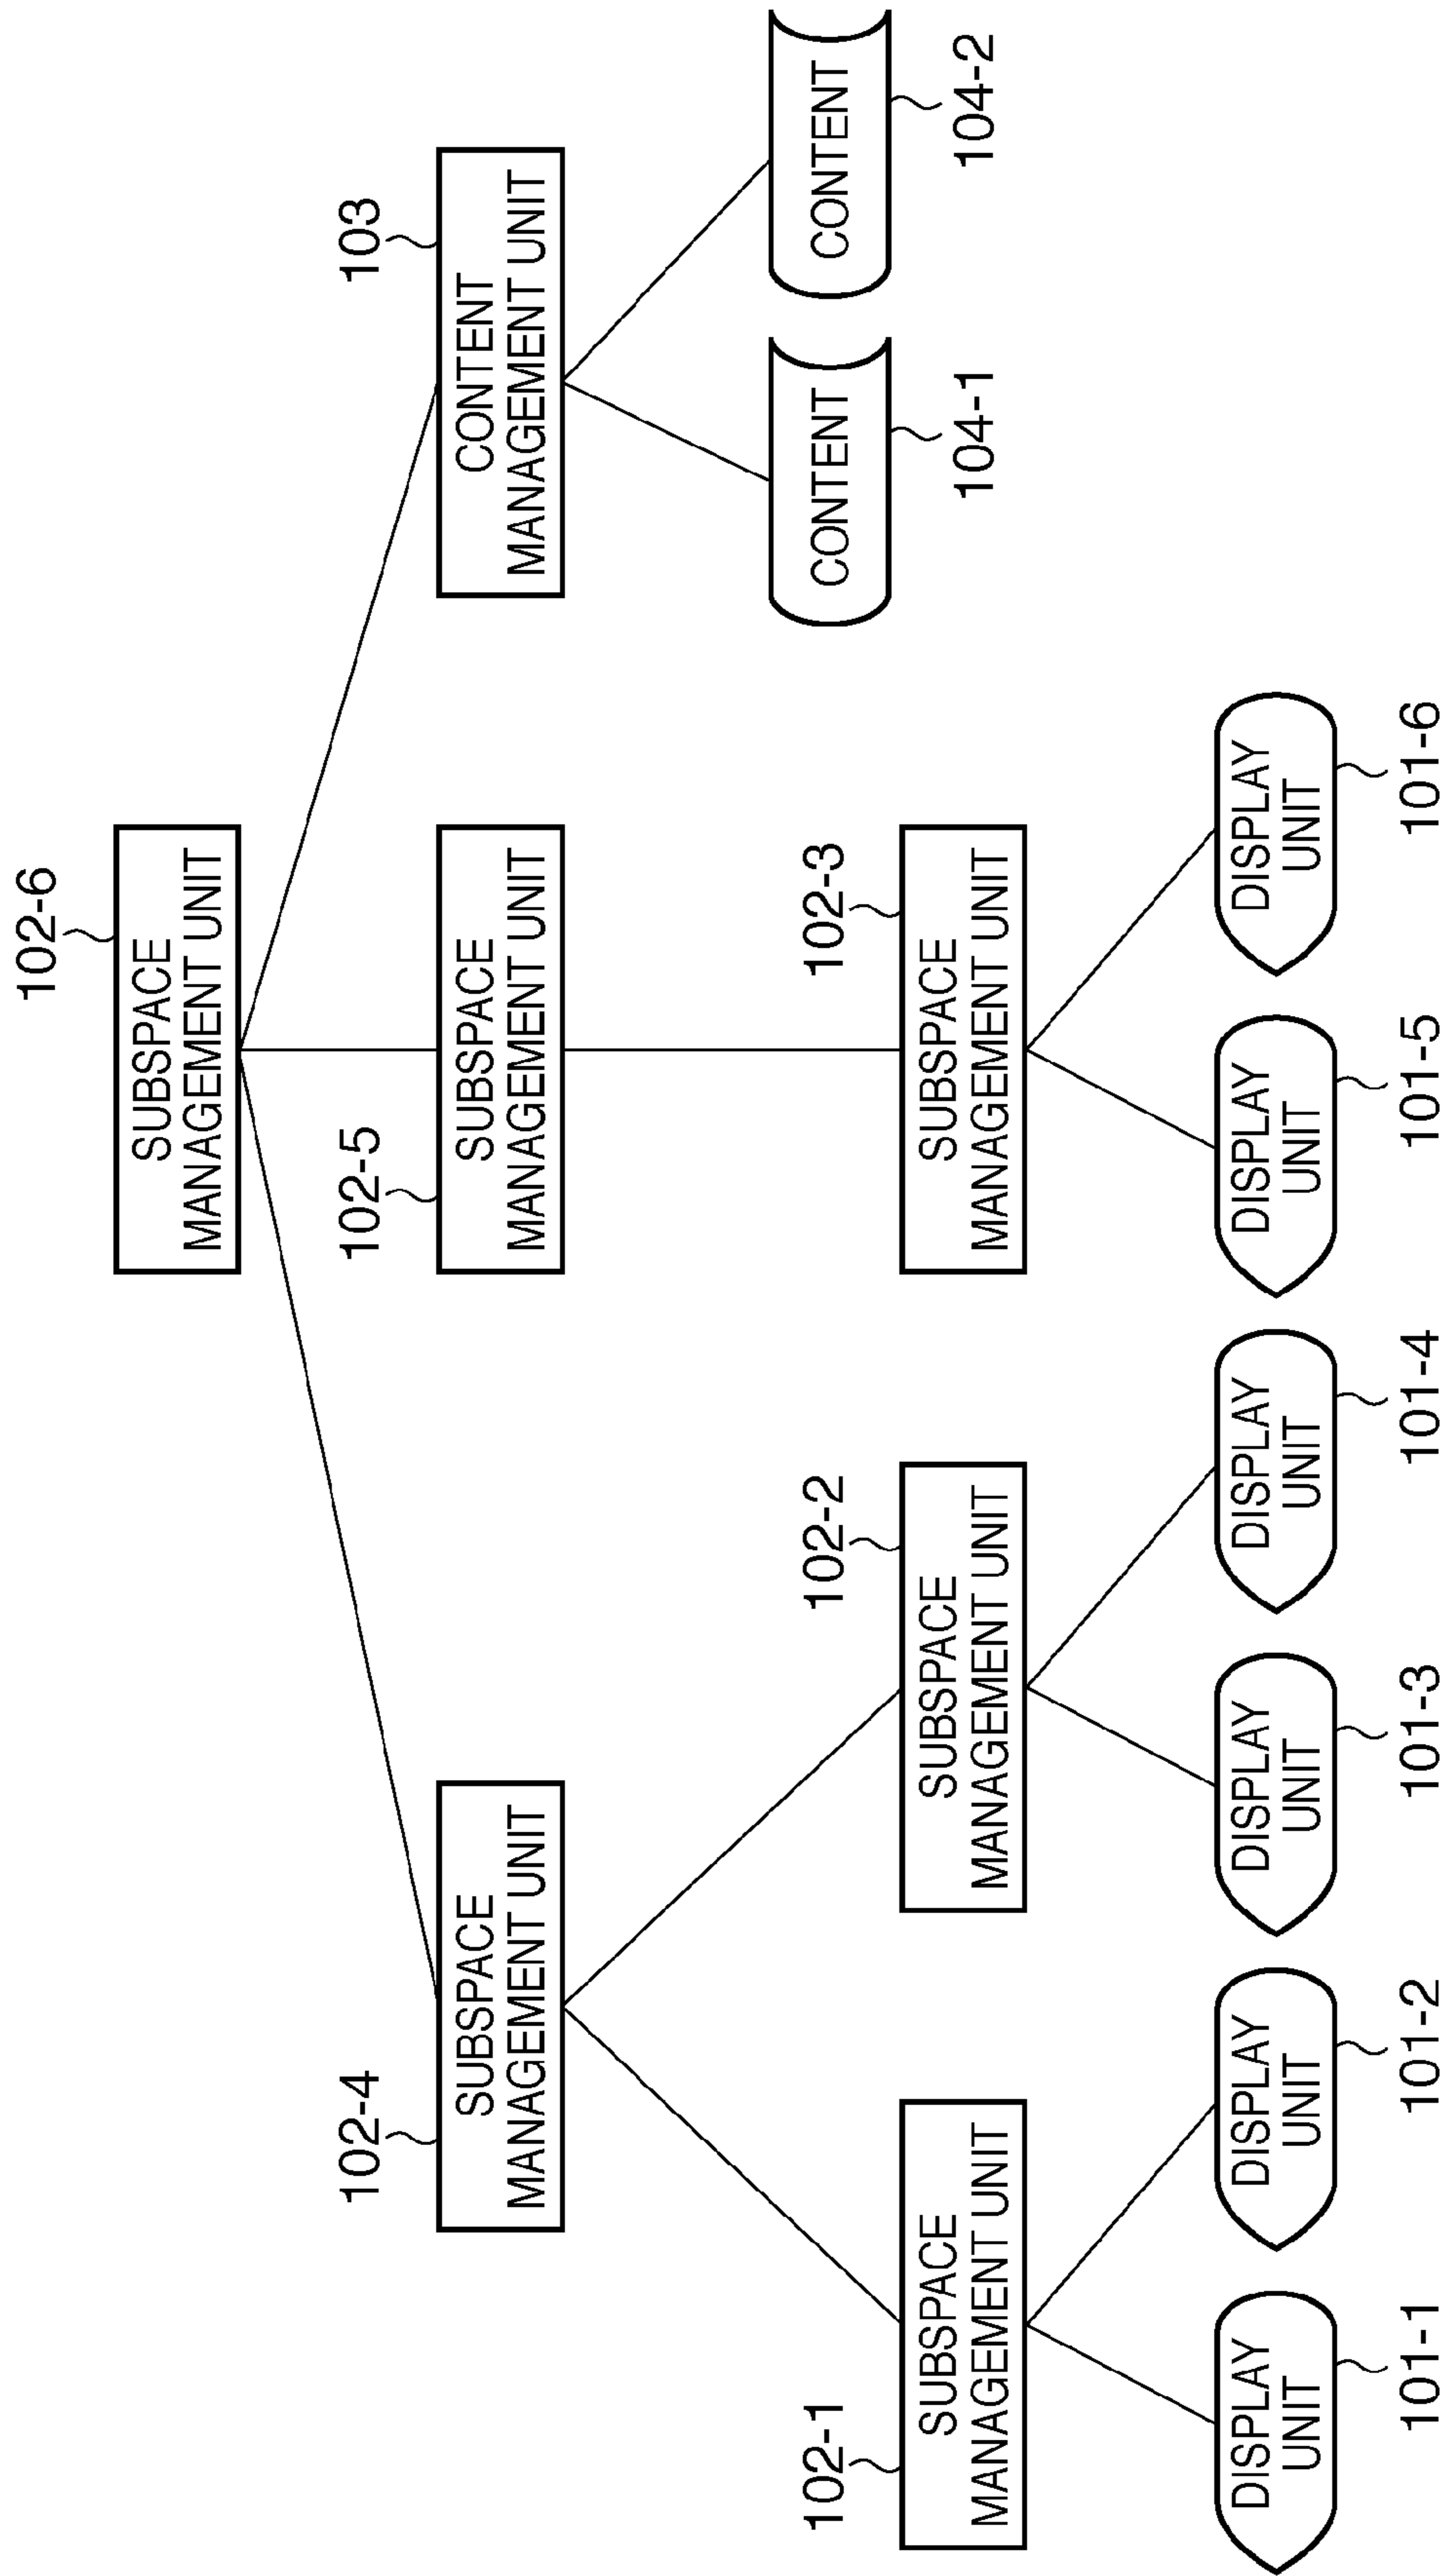 102-6
SUBSPACE
MANAGEMENT UNIT
102-4
SUBSPACE
MANAGEMENT UNIT
102-5
SUBSPACE
MANAGEMENT UNIT
103
CONTENT
MANAGEMENT UNIT
CONTENT
104-1
CONTENT
104-2
102-1
SUBSPACE
MANAGEMENT UNIT
102-2
SUBSPACE
MANAGEMENT UNIT
102-3
SUBSPACE
MANAGEMENT UNIT
DISPLAY
UNIT
101-1
DISPLAY
UNIT
101-2
DISPLAY
UNIT
101-3
DISPLAY
UNIT
101-4
DISPLAY
UNIT
101-5
DISPLAY
UNIT
101-6